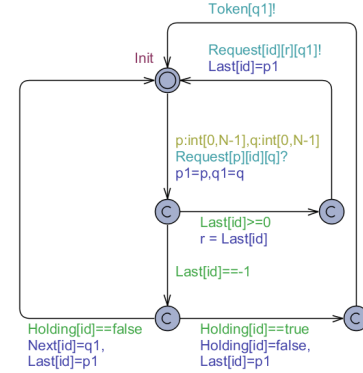 Token[q1]!
Request[id][r][q1]!
Last[id]=p1
Init
p:int[0,N-1],q:int[0,N-1]
Request[p][id][q]?
p1=p,q1=q
C
C
Last[id]>=0
r = Last[id]
Last[id]==-1
C
C
Holding[id]==false
Next[id]=q1,
Last[id]=p1
Holding[id]==true
Holding[id]=false,
Last[id]=p1